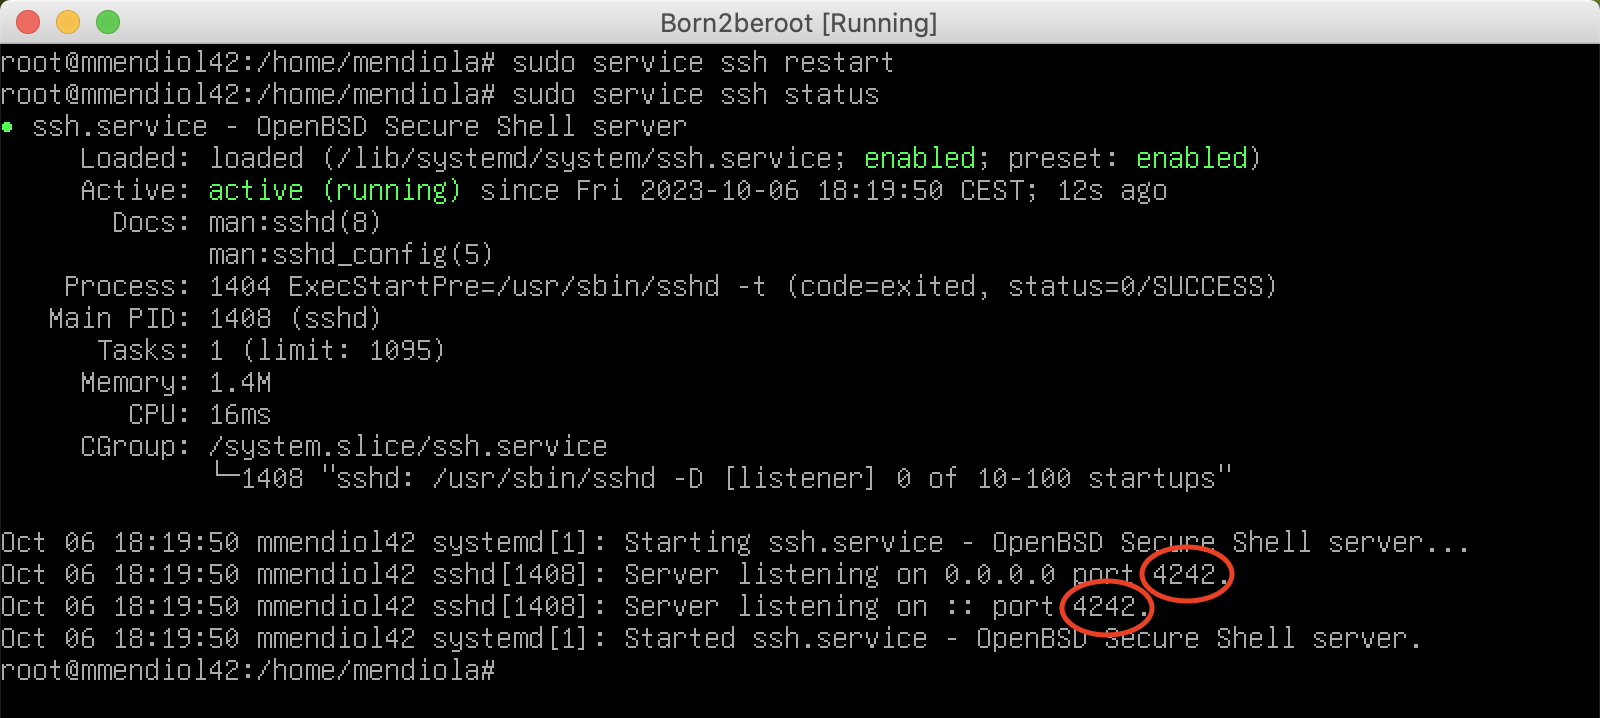 Born2beroot [Running]
root@mmendiol42:/home/mendiola# sudo service ssh restart
root@mmendiol42:/home/mendiola# sudo service ssh status
● ssh.service - OpenBSD Secure Shell server
Loaded: loaded (/lib/systemd/system/ssh.service; enabled; preset: enabled)
Active: active (running) since Fri 2023-10-06 18:19:50 CEST; 12s ago
Docs: man:sshd(8)
man:sshd_config(5)
Process: 1404 ExecStartPre=/usr/sbin/sshd -t (code=exited, status=0/SUCCESS)
Main PID: 1408 (sshd)
Tasks: 1 (limit: 1095)
Memory: 1.4M
CPU: 16ms
CGroup: /system.slice/ssh.service
└─1408 "sshd: /usr/sbin/sshd -D [listener] 0 of 10-100 startups"
Oct 06 18:19:50 mmendiol42 systemd[1]: Starting ssh.service - OpenBSD Secure Shell server...
Oct 06 18:19:50 mmendiol42 sshd[1408]: Server listening on 0.0.0.0 port 4242.
Oct 06 18:19:50 mmendiol42 sshd[1408]: Server listening on :: port 4242.
Oct 06 18:19:50 mmendiol42 systemd[1]: Started ssh.service - OpenBSD Secure Shell server.
root@mmendiol42:/home/mendiola#